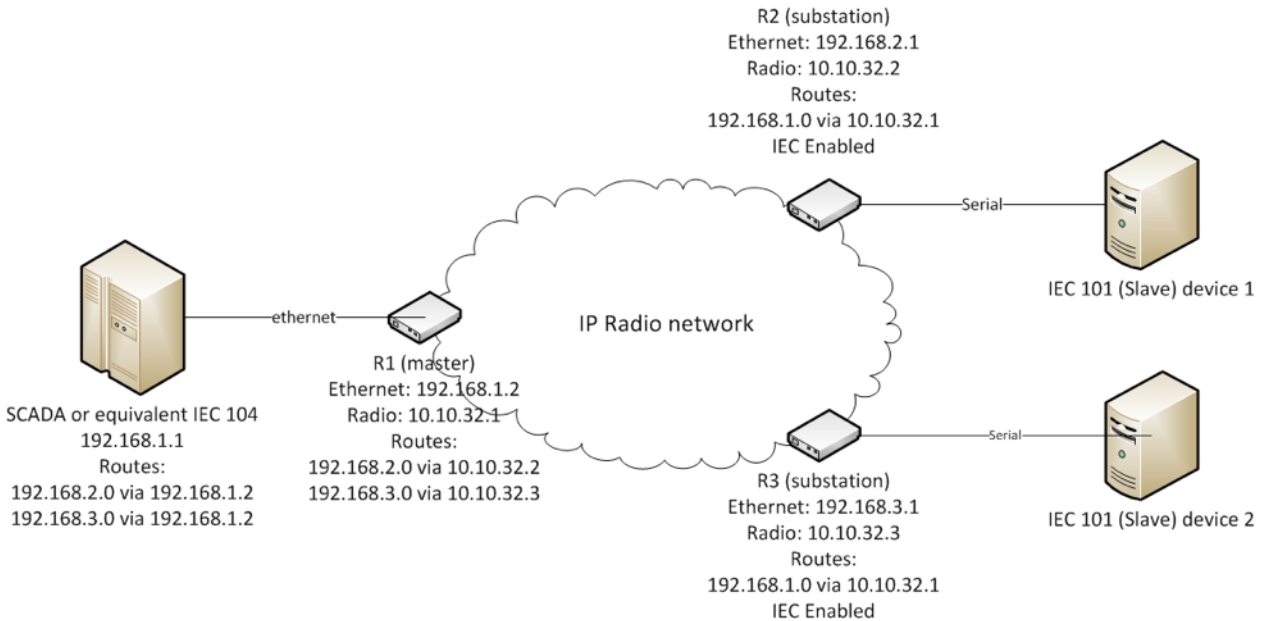 R2 (substation)
Ethernet: 192.168.2.1
Radio: 10.10.32.2
Routes:
192.168.1.0 via 10.10.32.1
IEC Enabled
Serial
IEC 101 (Slave) device 1
ethernet
IP Radio network
R1 (master)
Ethernet: 192.168.1.2
Radio: 10.10.32.1
Routes:
192.168.2.0 via 10.10.32.2
192.168.3.0 via 10.10.32.3
SCADA or equivalent IEC 104
192.168.1.1
Routes:
192.168.2.0 via 192.168.1.2
192.168.3.0 via 192.168.1.2
Serial
R3 (substation)
Ethernet: 192.168.3.1
Radio: 10.10.32.3
Routes:
192.168.1.0 via 10.10.32.1
IEC Enabled
IEC 101 (Slave) device 2